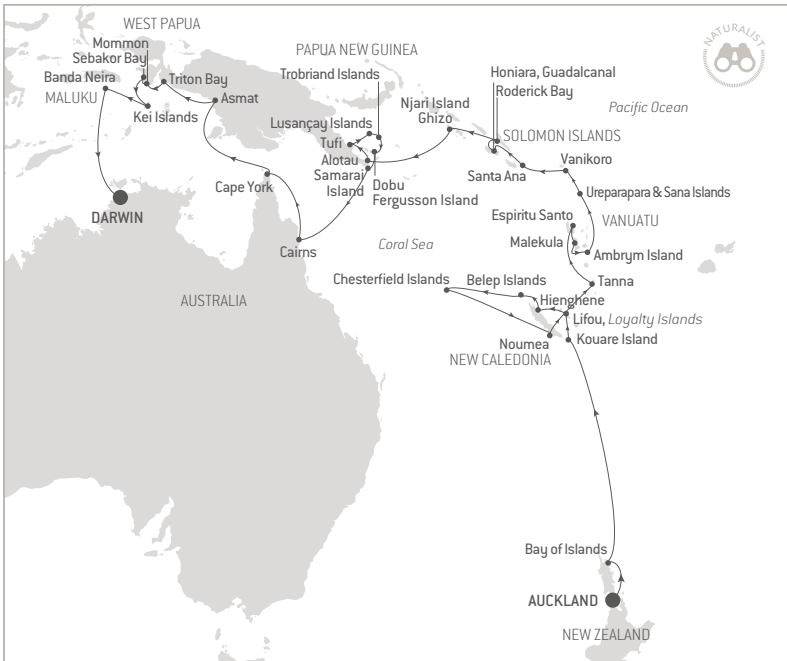 WEST PAPUA
NATURALIST
Mommon
Sebakor Bay
PAPUA NEW GUINEA
Banda Neira
Triton Bay
Trobriand Islands
Honiara, Guadalcanal
Roderick Bay
MALUKU
Asmat
Njari Island
Ghizo
Pacific Ocean
Kei Islands
Lusançay Islands
SOLOMON ISLANDS
Tufi
Alotau
Samarai
Island
Vanikoro
Santa Ana
Cape York
Dobu
Fergusson Island
Ureparapara & Sana Islands
DARWIN
Espiritu Santo
VANUATU
Malekula
Coral Sea
Ambrym Island
Cairns
Chesterfield Islands
Belep Islands
Tanna
AUSTRALIA
Hienghene
Lifou, Loyalty Islands
Noumea
Kouare Island
NEW CALEDONIA
Bay of Islands
AUCKLAND
NEW ZEALAND